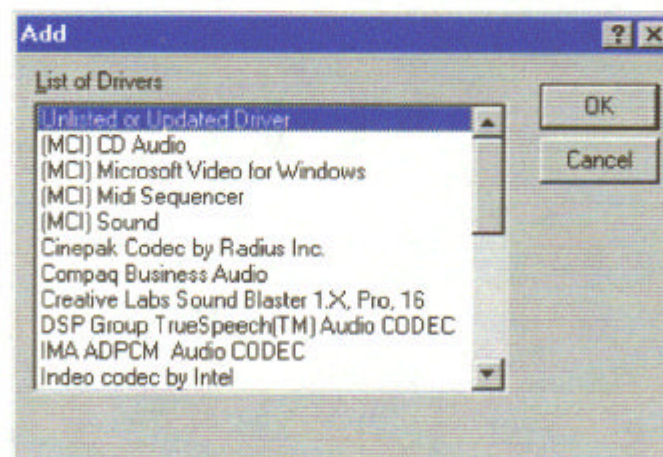 Add
List of Drivers
Unlisted or Updated Driver
(MCI) CD Audio
(MCI) Microsoft Video for Windows
(MCI) Midi Sequencer
(MCI) Sound
Cinepak Codec by Radius Inc.
Compaq Business Audio
Creative Labs Sound Blaster 1.X, Pro, 16
DSP Group TrueSpeech(TM) Audio CODEC
IMA ADPCM Audio CODEC
Indeo codec by Intel
OK
Cancel